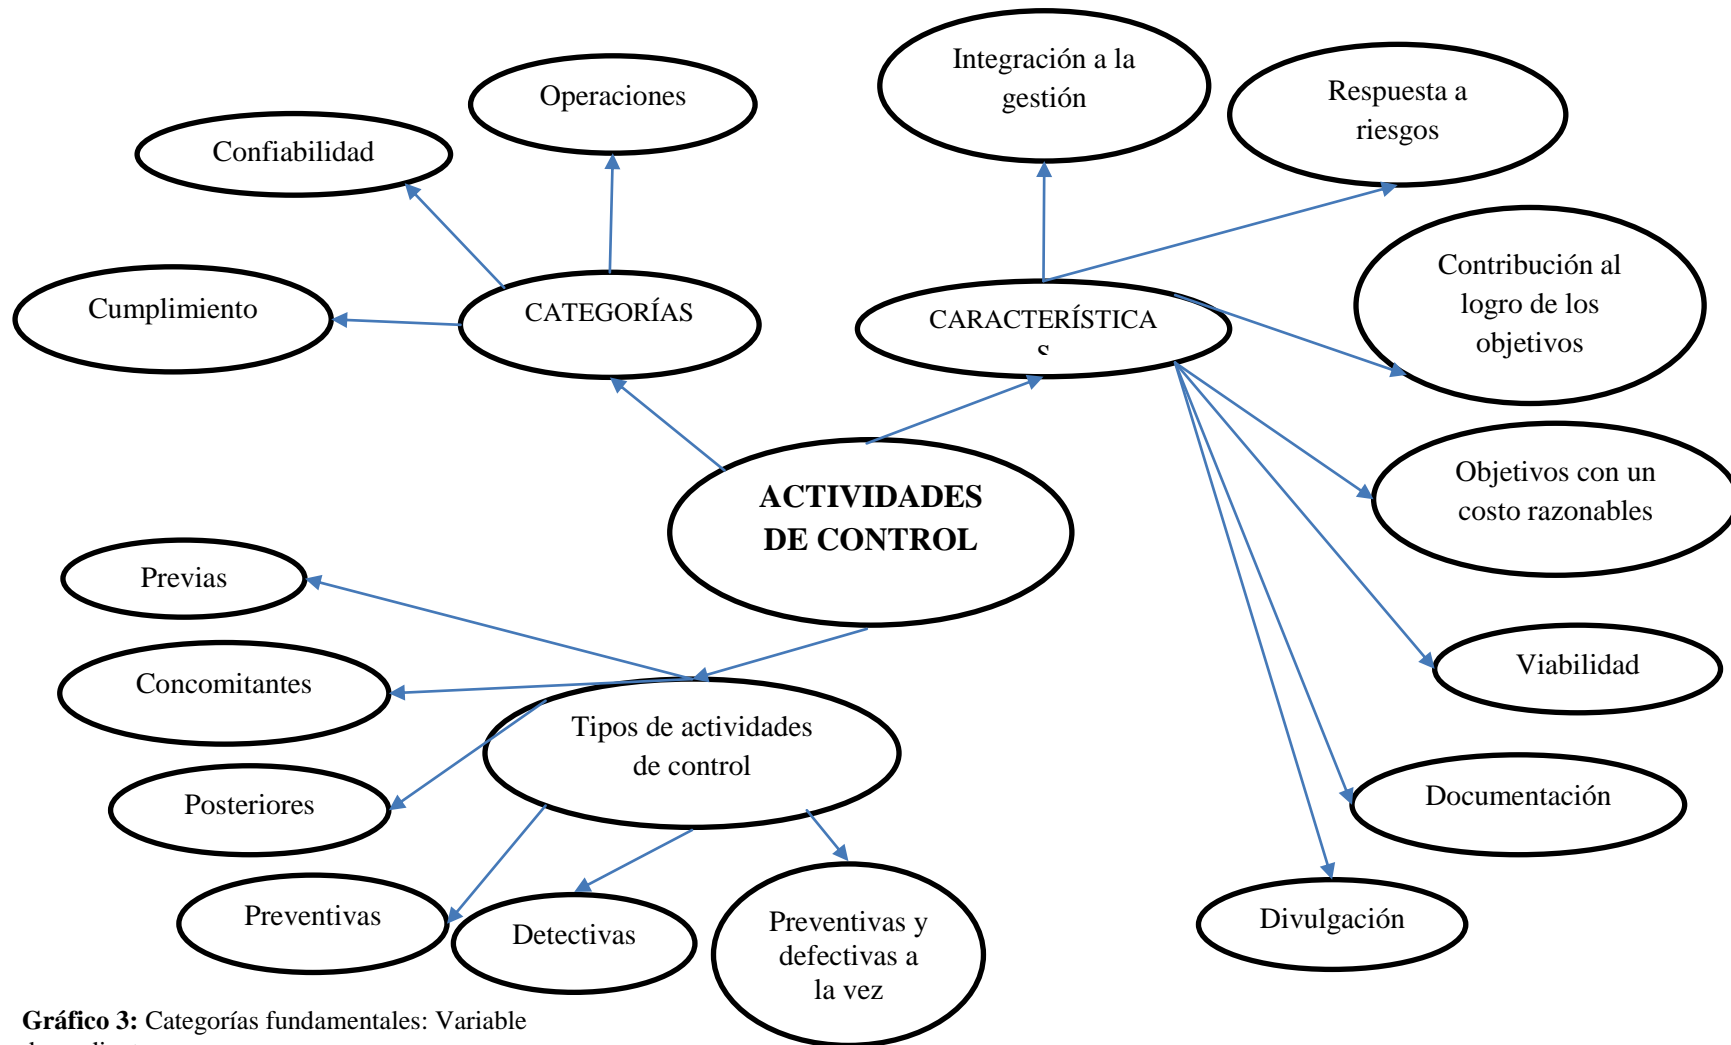 Integración a la
gestión
Operaciones
Respuesta a
riesgos
Confiabilidad
Contribución al
logro de los
objetivos
Cumplimiento
CATEGORÍAS
CARACTERÍSTICA
S
Objetivos con un
costo razonables
ACTIVIDADES
DE CONTROL
Previas
Viabilidad
Concomitantes
Tipos de actividades
de control
Posteriores
Documentación
Preventivas
Detectivas
Preventivas y
defectivas a
la vez
Divulgación
Gráfico 3: Categorías fundamentales: Variable